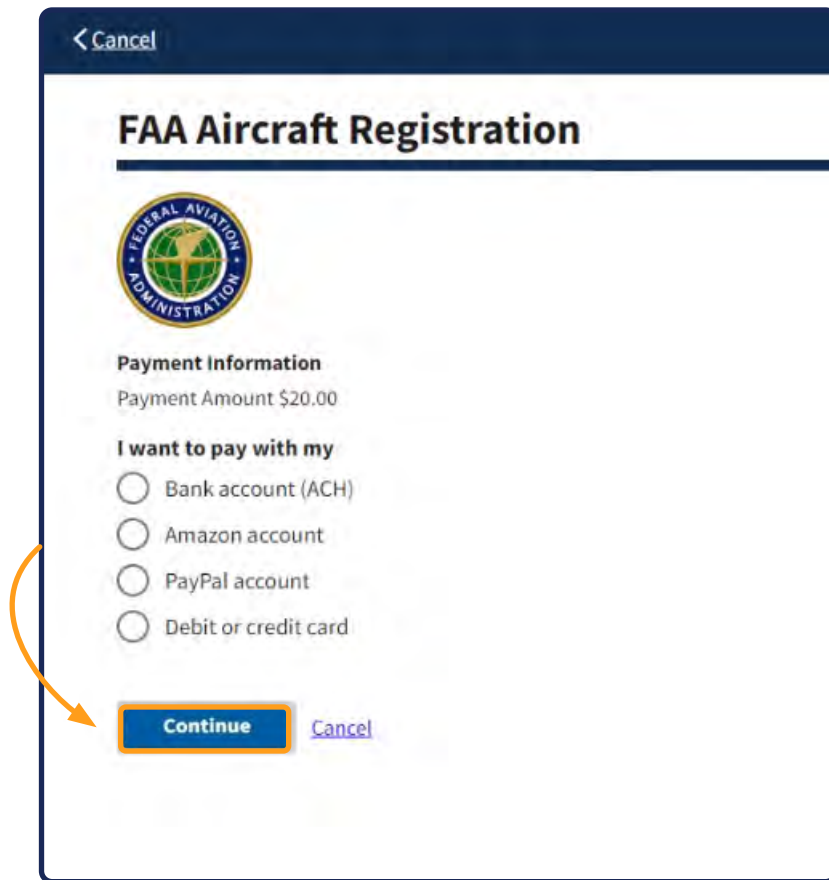 Cancel
FAA Aircraft Registration
FEDERAL AVIATION
ADMINISTRATION
Payment Information
Payment Amount $20.00
I want to pay with my
Bank account (ACH)
Amazon account
PayPal account
Debit or credit card
Continue Cancel